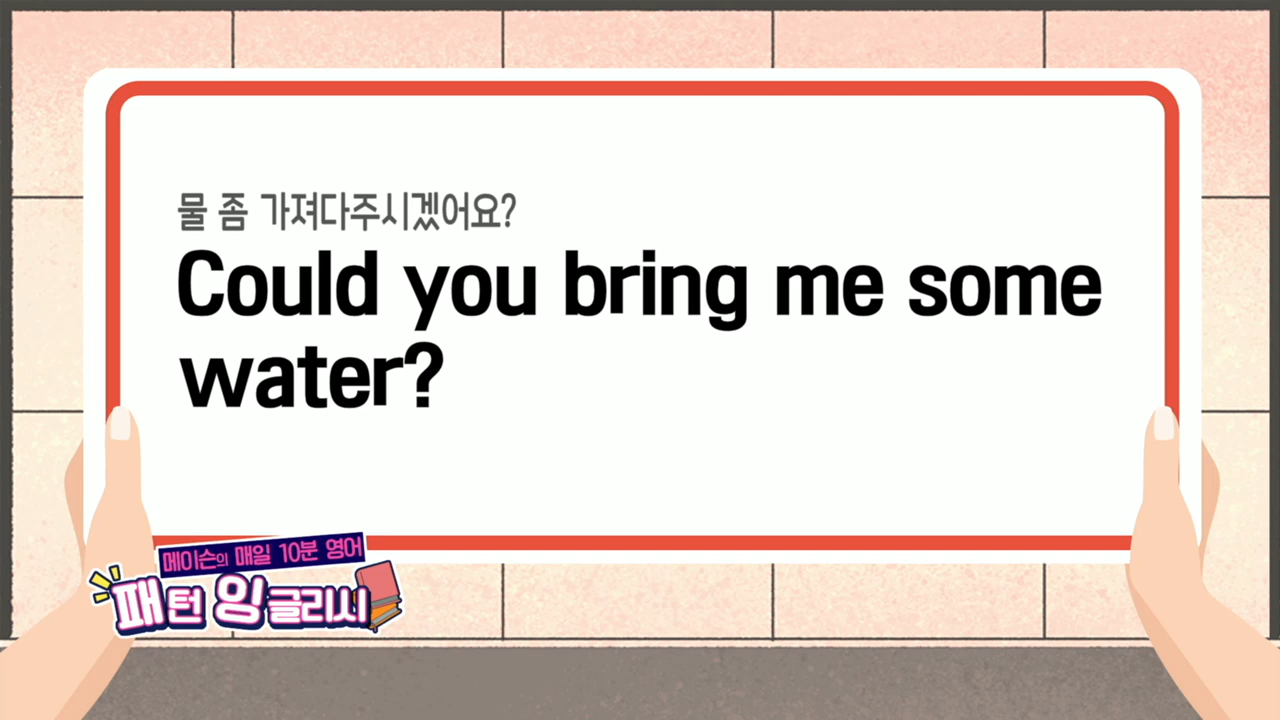 물 좀 가져다주시겠어요?
Could you bring me some
water?
메이슨의 매일 10분 영어
패턴 잉글리시